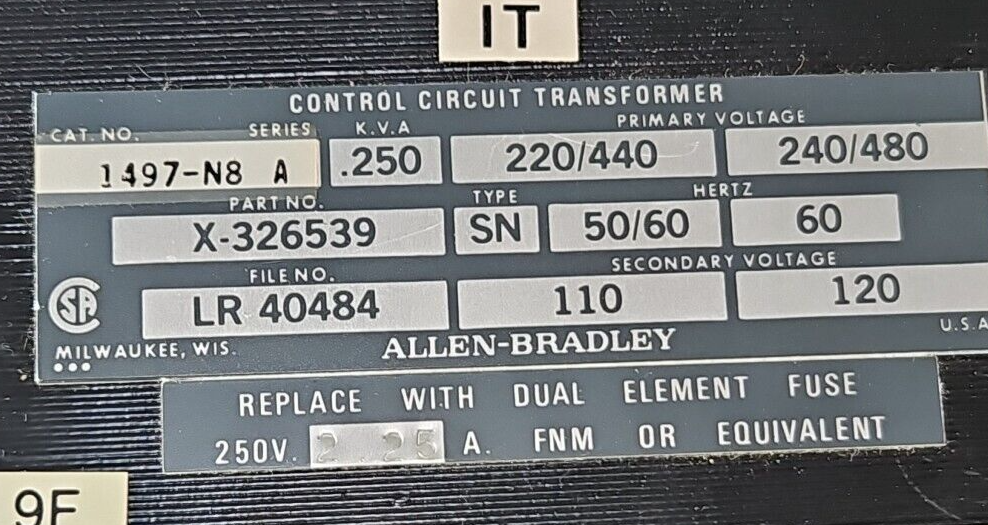 1T
CONTROL CIRCUIT TRANSFORMER
CAT. NO. SERIES K.V.A PRIMARY VOLTAGE
1497-N8 A .250 220/440 240/480
PART NO. TYPE HERTZ
X-326539 SN 50/60 60
FILE NO. SECONDARY VOLTAGE
SA LR 40484 110 120
MILWAUKEE, WIS. ALLEN-BRADLEY U.S.A
REPLACE WITH DUAL ELEMENT FUSE
250V. 2.25 A. FNM OR EQUIVALENT
9F